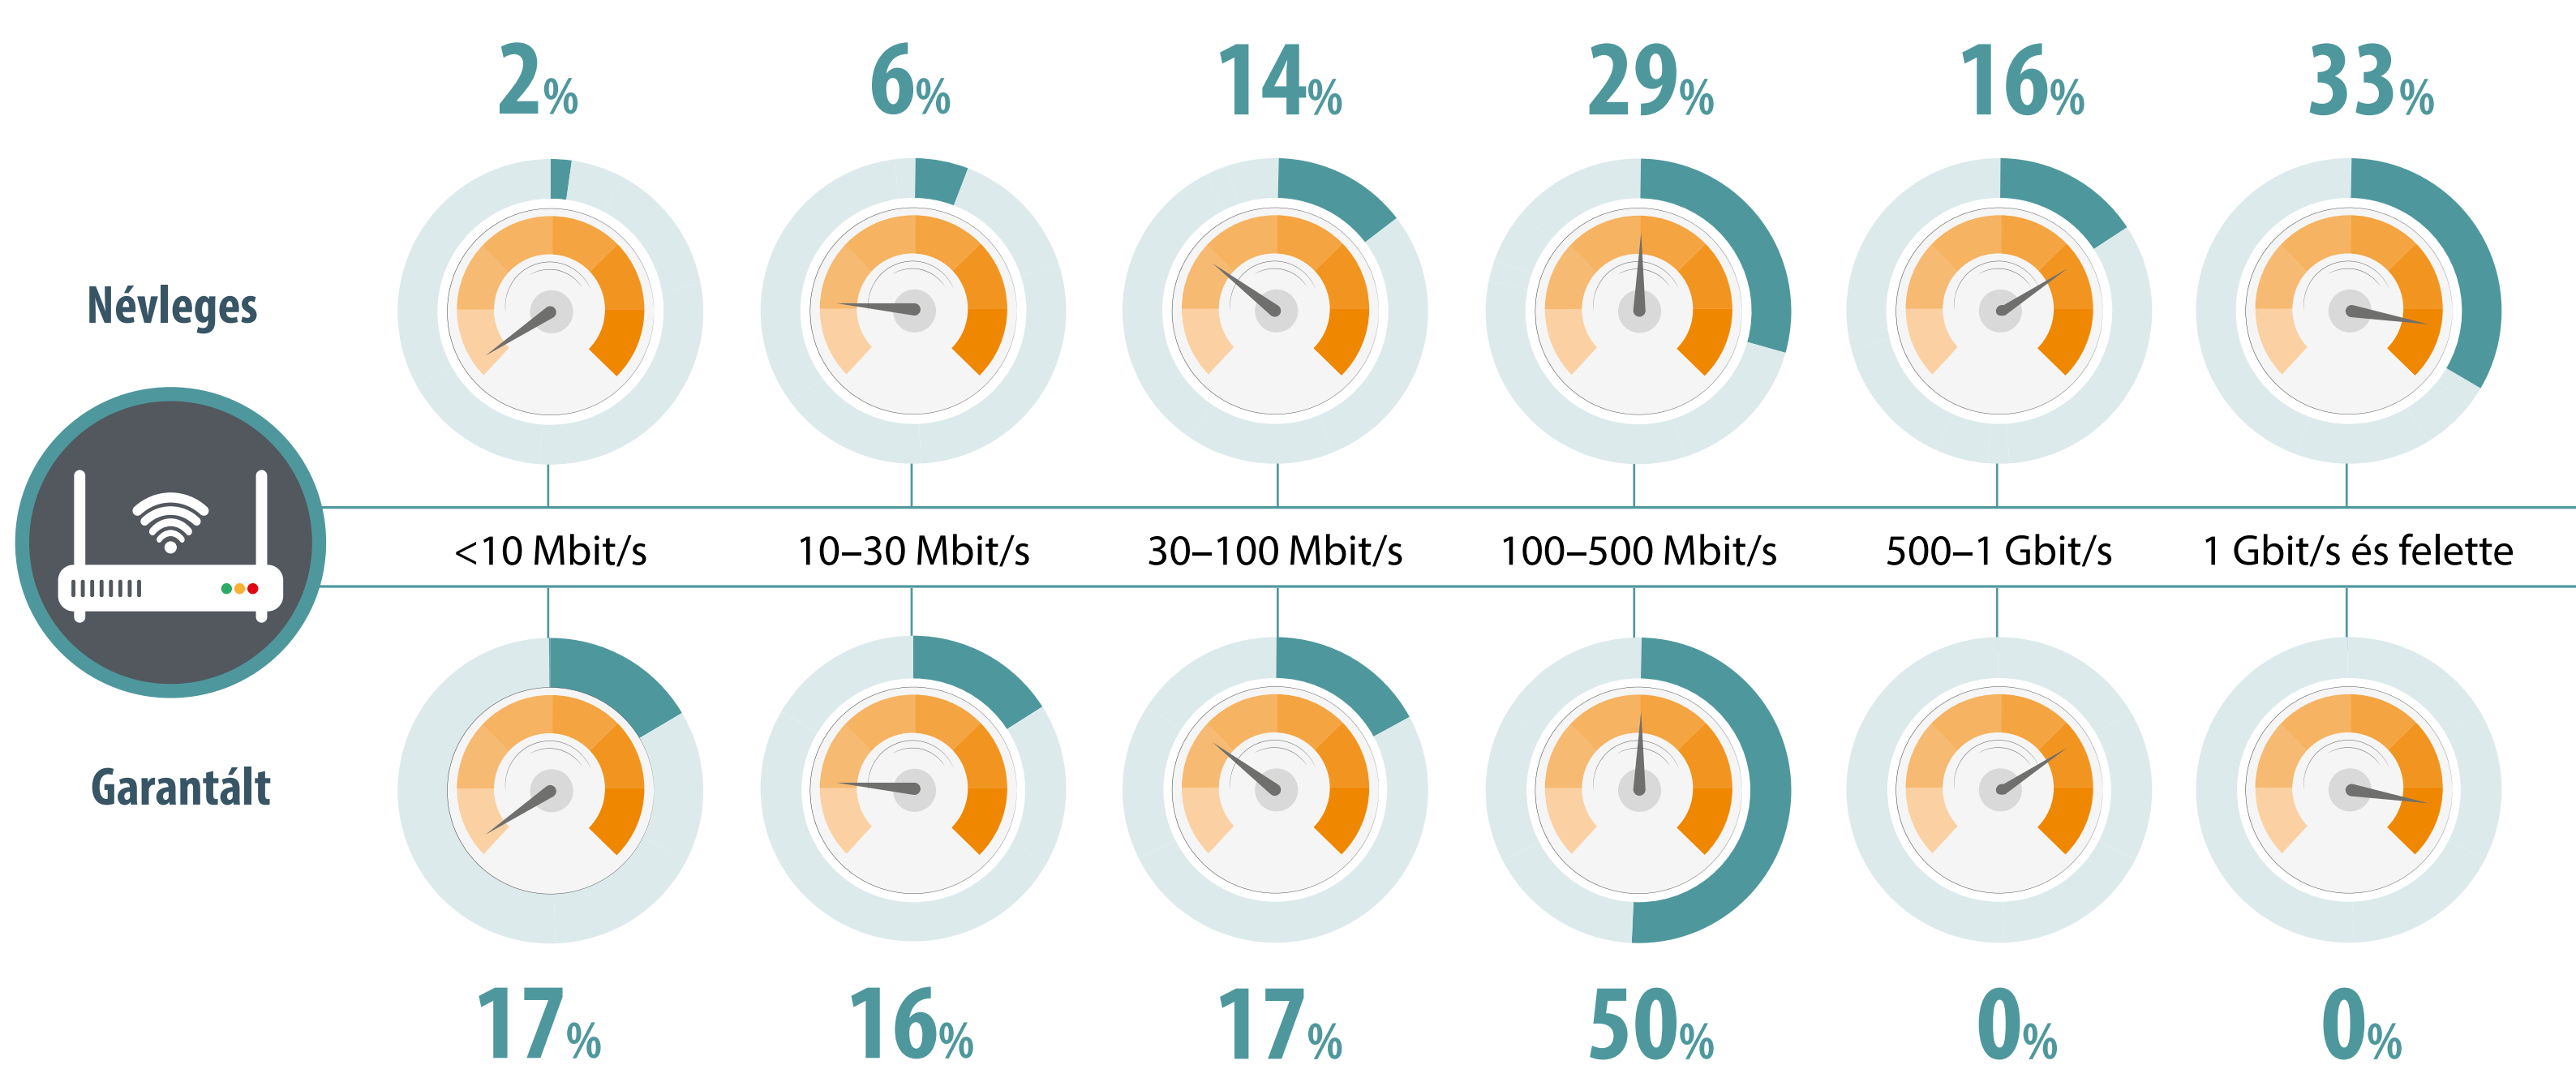 2% 6% 14% 29% 16% 33%
Névleges
<10 Mbit/s 10–30 Mbit/s 30–100 Mbit/s 100–500 Mbit/s 500–1 Gbit/s 1 Gbit/s és felette
Garantált
17% 16% 17% 50% 0% 0%